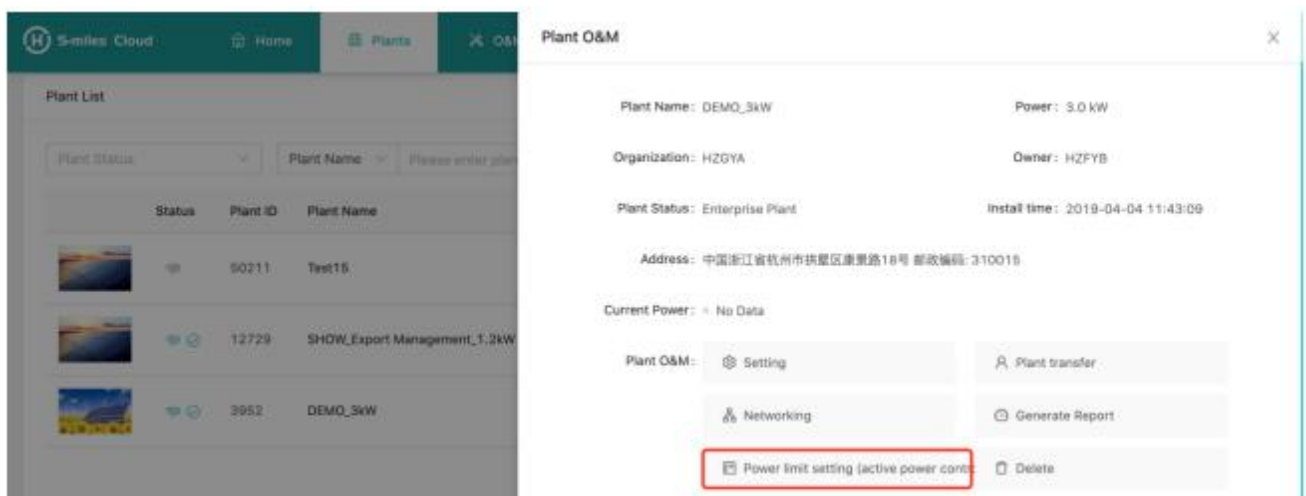 S-miles Cloud
Home
Plants
O&M
Plant List
Plant Status
Plant Name
Please enter plan
Status Plant ID Plant Name
50211 Test15
12729 SHOW_Export Management_1.2kW
3952 DEMO_3kW
Plant O&M
Plant Name: DEMO_3kW Power: 3.0 kW
Organization: HZGYA Owner: HZFYB
Plant Status: Enterprise Plant Install time: 2019-04-04 11:43:09
Address: 中国浙江省杭州市拱墅区康景路18号 邮政编码: 310015
Current Power: No Data
Plant O&M: Setting Plant transfer
Networking Generate Report
Power limit setting (active power contr Delete